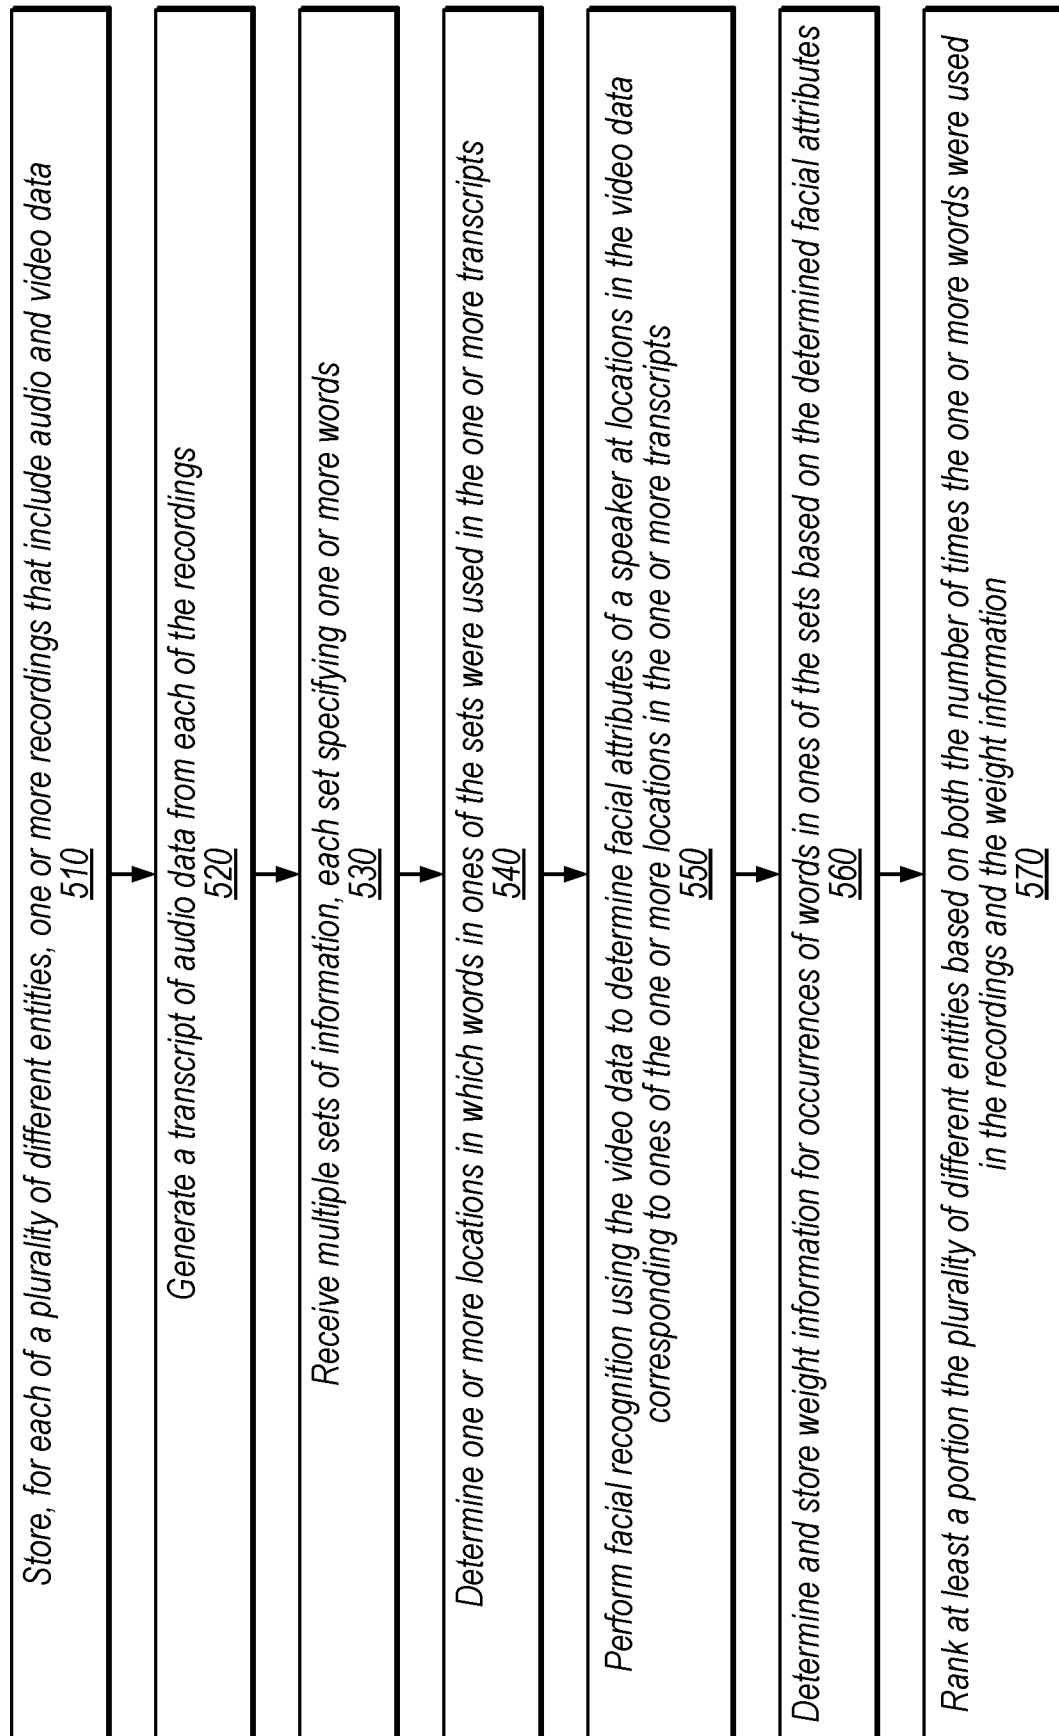 Store, for each of a plurality of different entities, one or more recordings that include audio and video data
510
Generate a transcript of audio data from each of the recordings
520
Receive multiple sets of information, each set specifying one or more words
530
Determine one or more locations in which words in ones of the sets were used in the one or more transcripts
540
Perform facial recognition using the video data to determine facial attributes of a speaker at locations in the video data
corresponding to ones of the one or more locations in the one or more transcripts
550
Determine and store weight information for occurrences of words in ones of the sets based on the determined facial attributes
560
Rank at least a portion the plurality of different entities based on both the number of times the one or more words were used
in the recordings and the weight information
570